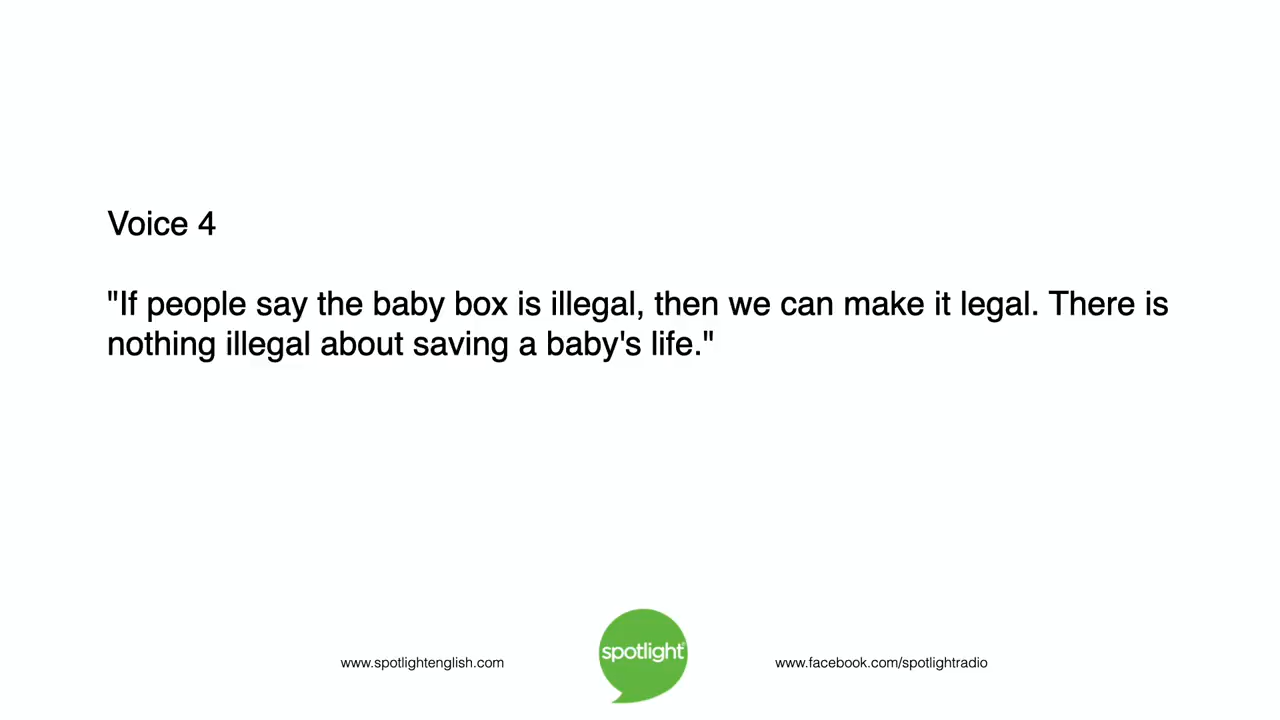 Voice 4
"If people say the baby box is illegal, then we can make it legal. There is
nothing illegal about saving a baby's life."
www.spotlightenglish.com
spotlight
www.facebook.com/spotlightradio